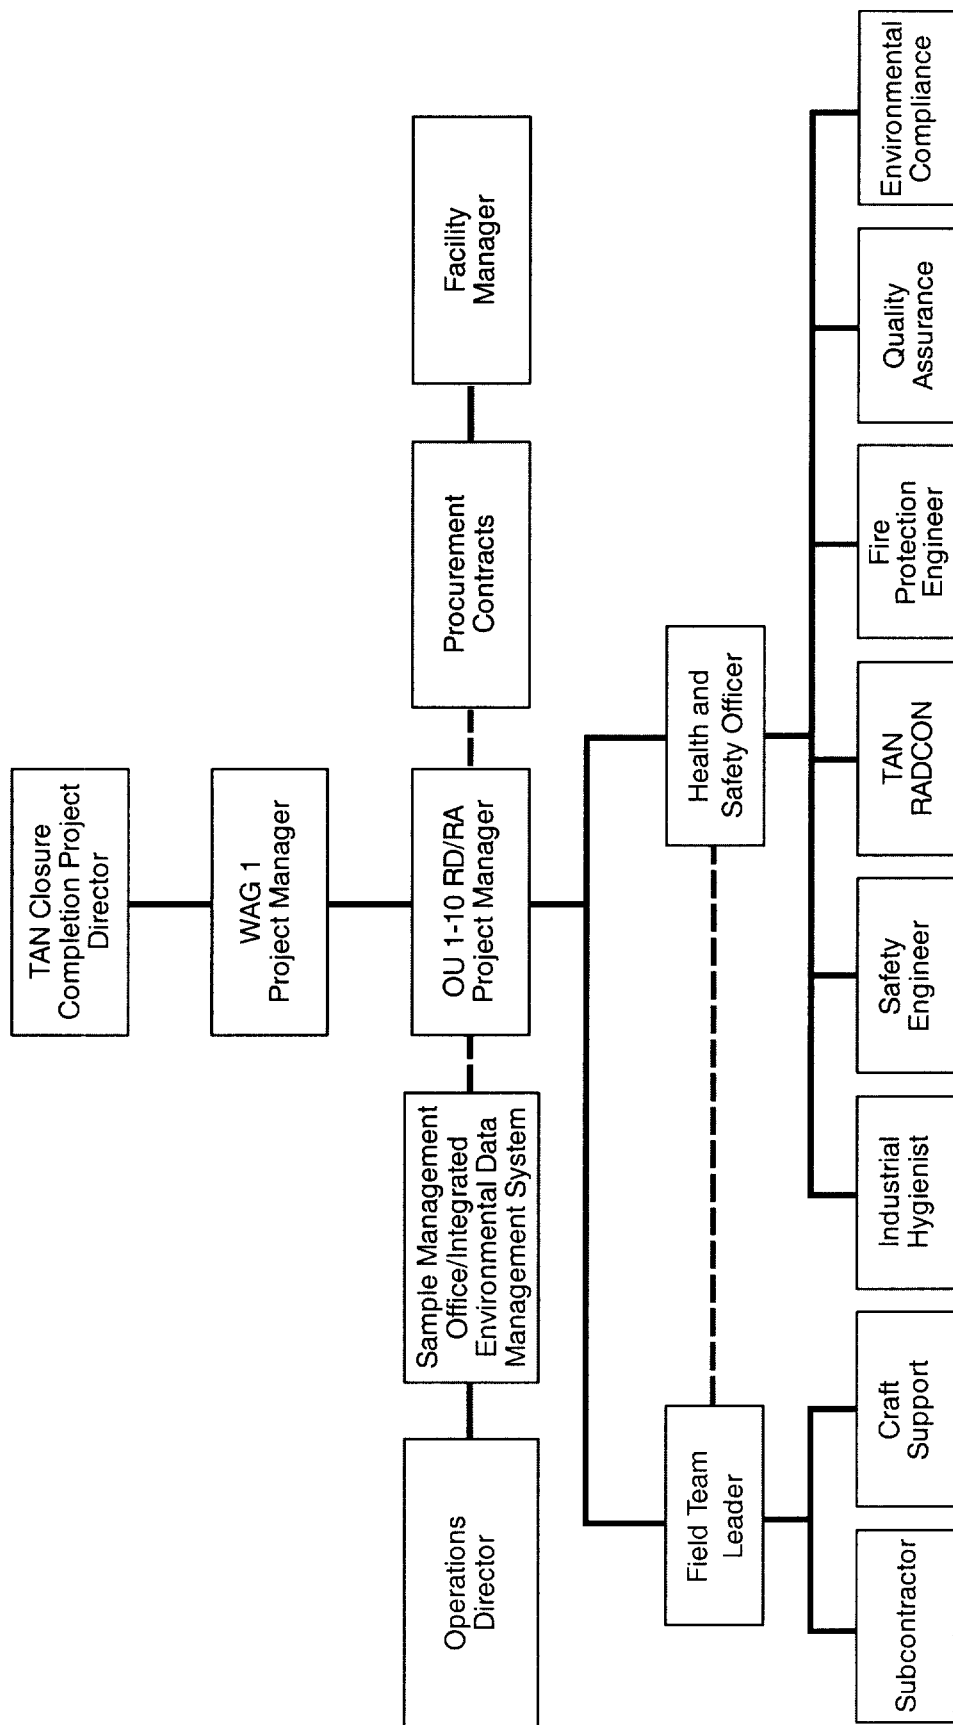 TAN Closure
Completion Project
Director
WAG 1
Project Manager
Operations
Director
Sample Management
Office/Integrated
Environmental Data
Management System
OU 1-10 RD/RA
Project Manager
Procurement
Contracts
Facility
Manager
Field Team
Leader
Health and
Safety Officer
Subcontractor
Craft
Support
Industrial
Hygienist
Safety
Engineer
TAN
RADCON
Fire
Protection
Engineer
Quality
Assurance
Environmental
Compliance